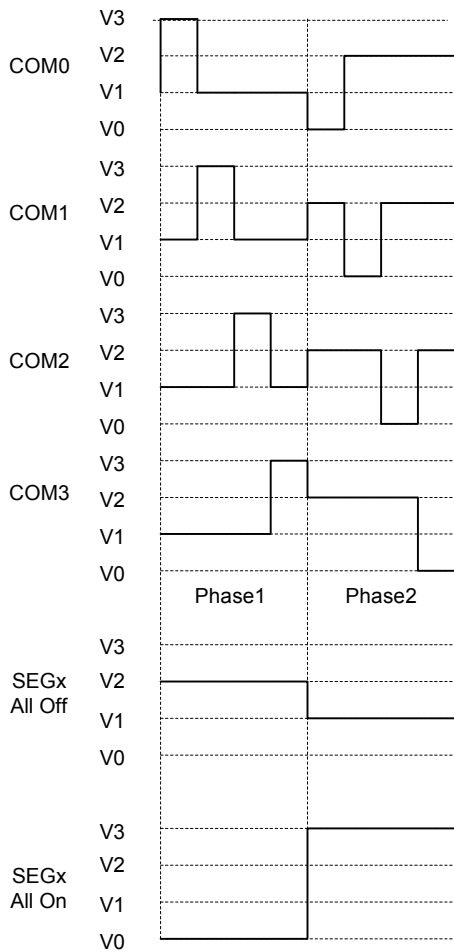 V3
V2
COM0
V1
V0
V3
V2
COM1
V1
V0
V3
V2
COM2
V1
V0
V3
V2
COM3
V1
V0
Phase1 Phase2
V3
SEGx V2
All Off V1
V0
V3
V2
SEGx
All On V1
V0